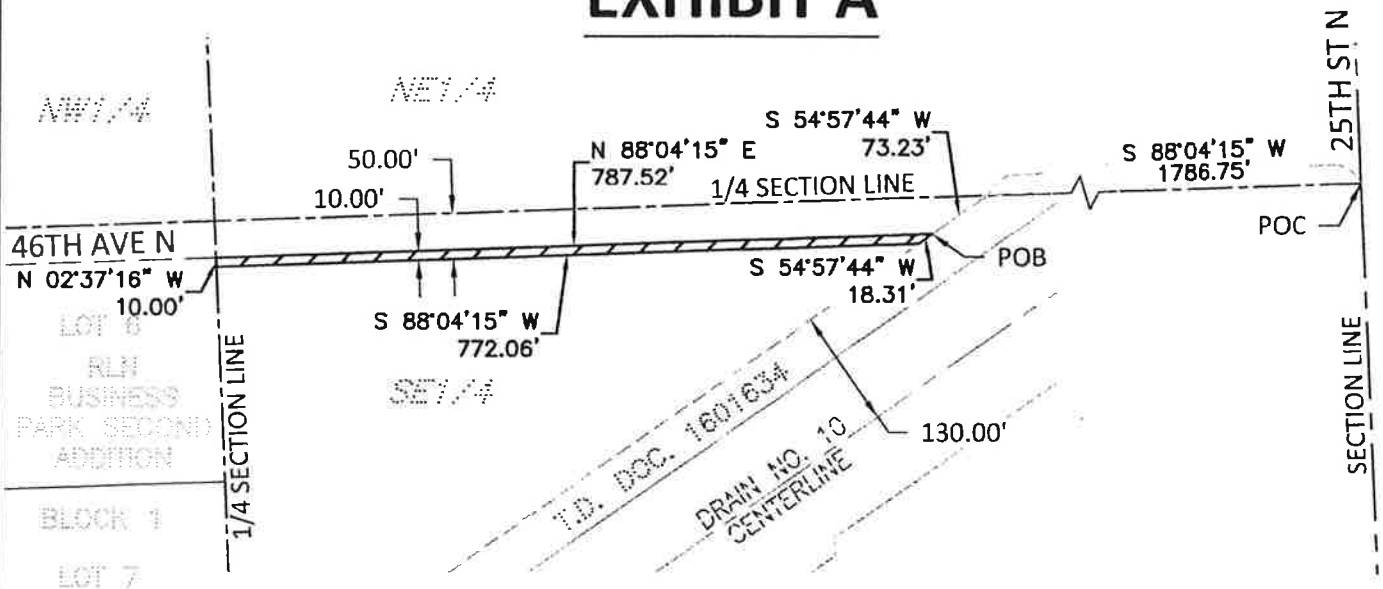 EXHIBIT A
25TH ST N
NW1/4
NE1/4
S 54°57'44" W
73.23'
N 88°04'15" E
787.52'
50.00'
S 88°04'15" W
1786.75'
10.00'
1/4 SECTION LINE
POC
46TH AVE N
N 02°37'16" W
10.00'
S 54°57'44" W
18.31'
POB
S 88°04'15" W
772.06'
LOT 6
RLN
BUSINESS
PARK SECOND
ADDITION
1/4 SECTION LINE
SE1/4
T.D. DOC. 1601634
130.00'
DRAIN NO. 10
CENTERLINE
SECTION LINE
BLOCK 1
LOT 7